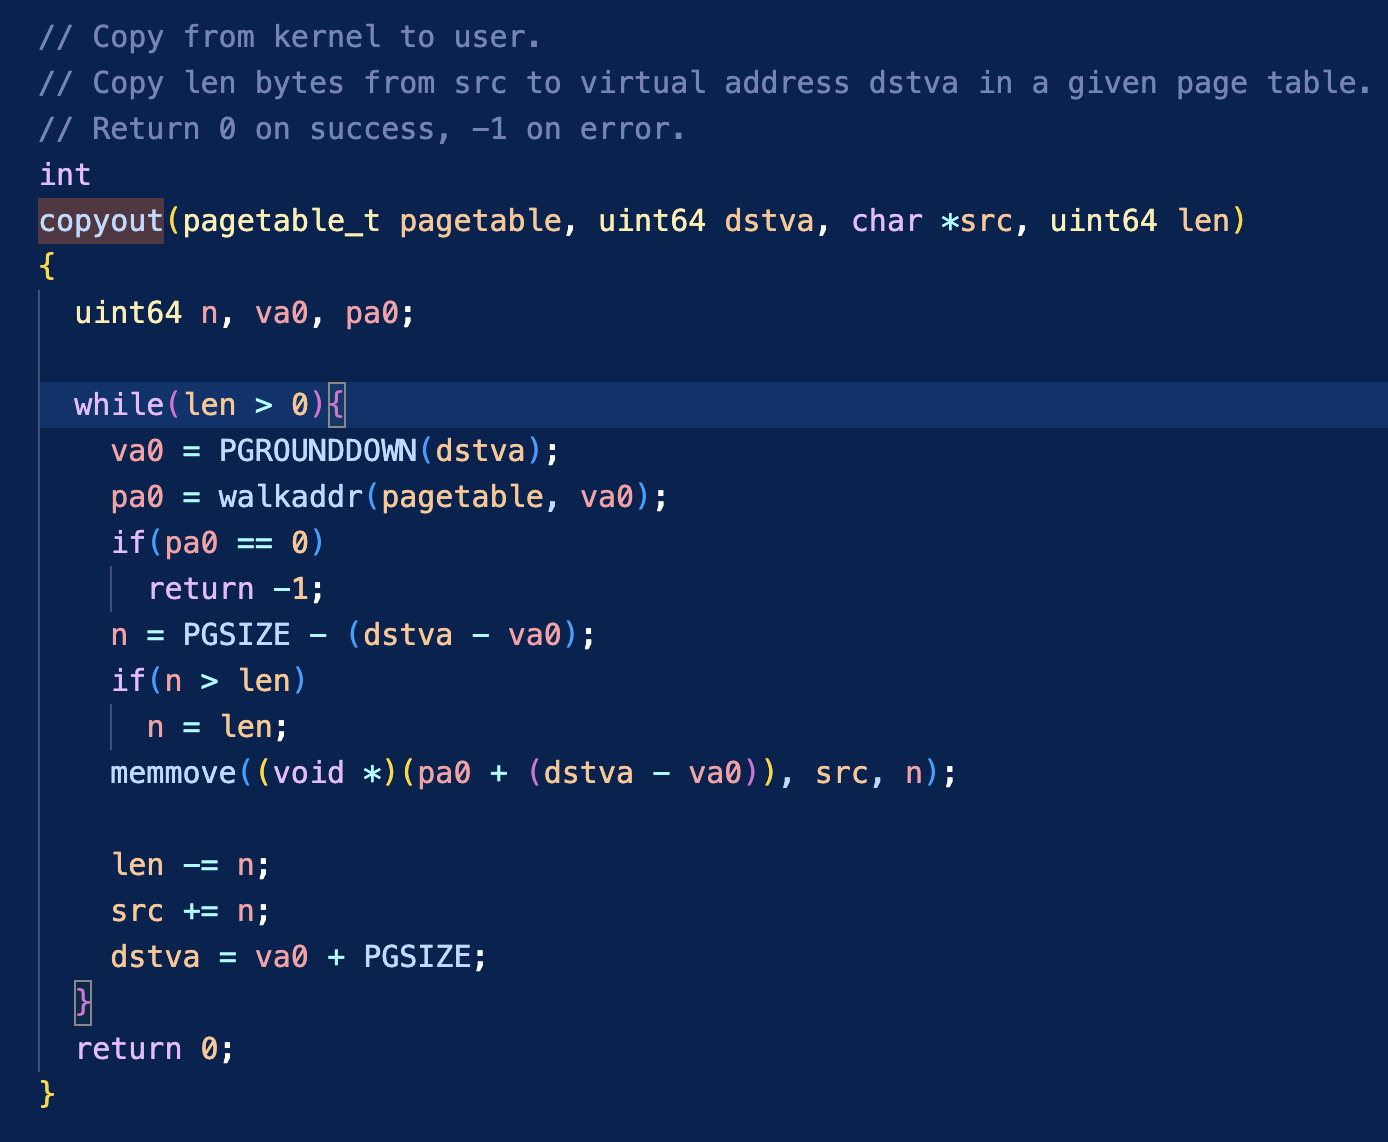 // Copy from kernel to user.
// Copy len bytes from src to virtual address dstva in a given page table.
// Return 0 on success, -1 on error.
int
copyout(pagetable_t pagetable, uint64 dstva, char *src, uint64 len)
{
  uint64 n, va0, pa0;

  while(len > 0){
    va0 = PGROUNDDOWN(dstva);
    pa0 = walkaddr(pagetable, va0);
    if(pa0 == 0)
      return -1;
    n = PGSIZE - (dstva - va0);
    if(n > len)
      n = len;
    memmove((void *)(pa0 + (dstva - va0)), src, n);

    len -= n;
    src += n;
    dstva = va0 + PGSIZE;
  }
  return 0;
}